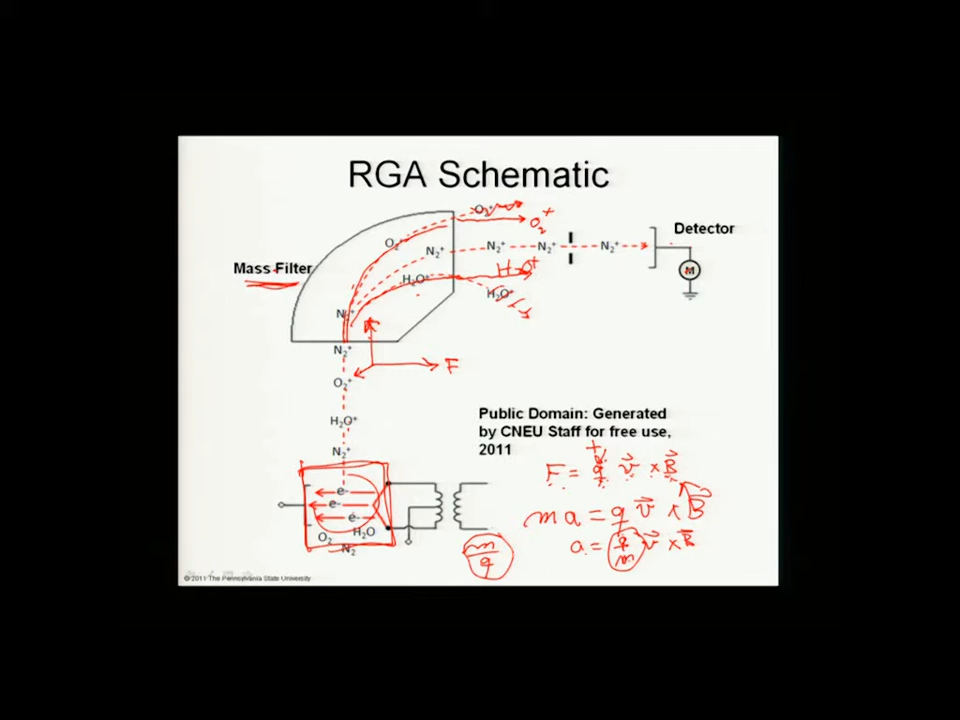 RGA Schematic
O₂⁺
O₂⁺
O₂⁺ N₂⁺ N₂⁺ N₂⁺ N₂⁺
Detector
Mass Filter
H₂O⁺ H₂O⁺
H₂O⁺
M
N₂⁺
N₂⁺
F
O₂⁺
H₂O⁺
N₂⁺
Public Domain: Generated
by CNEU Staff for free use,
2011
F = q v⃗ × B⃗
e-
e-
e-
O₂ H₂O
N₂
ma = q v⃗ × B⃗
a = q/m v⃗ × B⃗
m/q
© 2011 The Pennsylvania State University